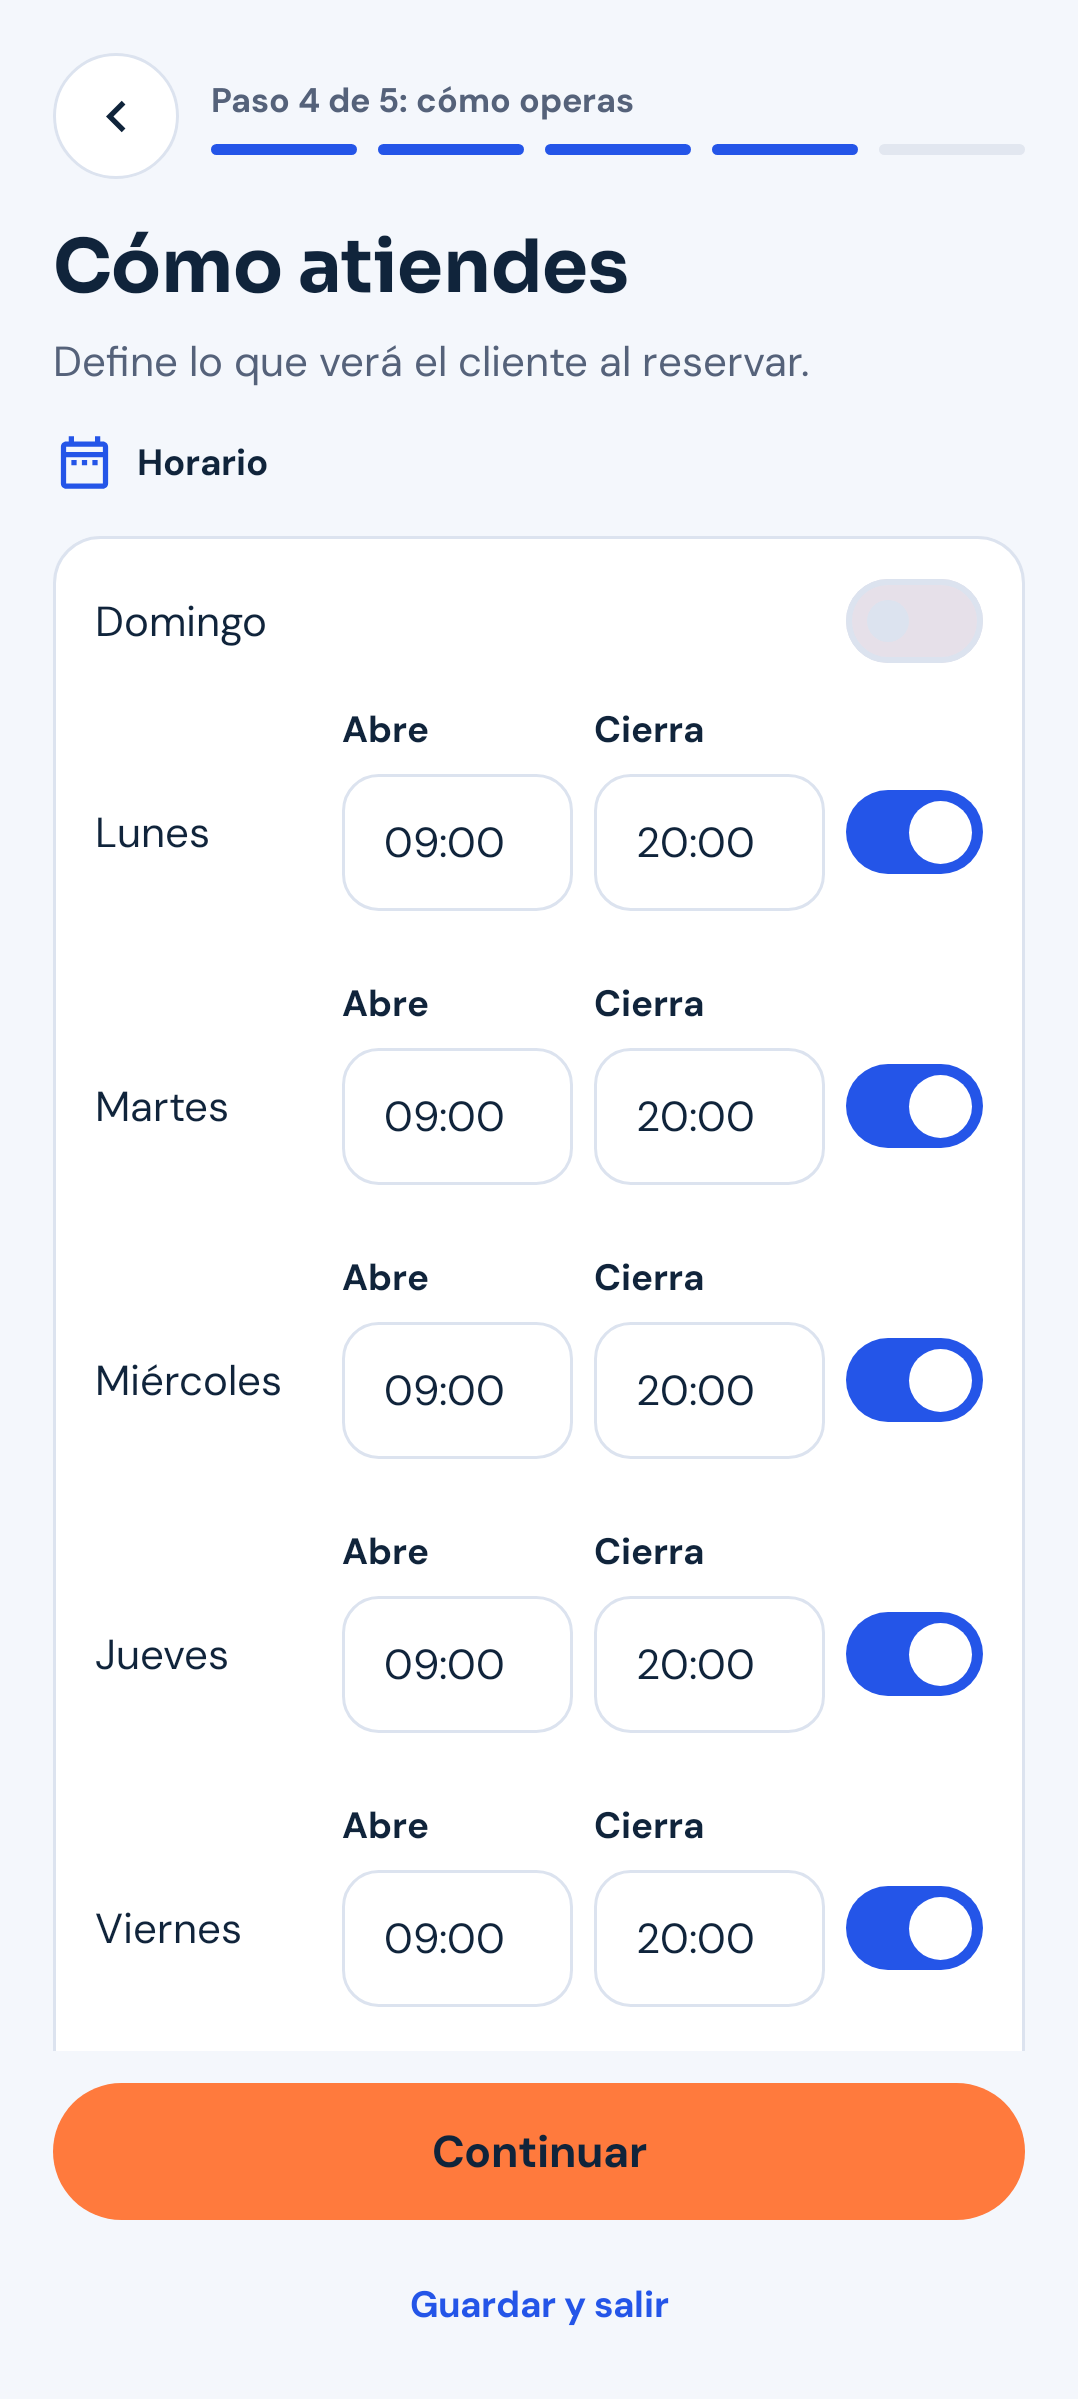 Paso 4 de 5: cómo operas
Cómo atiendes
Define lo que verá el cliente al reservar.
Horario
Domingo
Abre Cierra
Lunes 09:00 20:00
Abre Cierra
Martes 09:00 20:00
Abre Cierra
Miércoles 09:00 20:00
Abre Cierra
Jueves 09:00 20:00
Abre Cierra
Viernes 09:00 20:00
Continuar
Guardar y salir